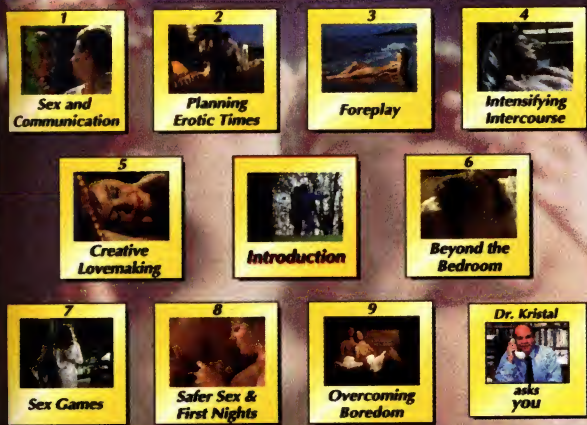 1
Sex and
Communication
2
Planning
Erotic Times
3
Foreplay
4
Intensifying
Intercourse
5
Creative
Lovemaking
Introduction
6
Beyond the
Bedroom
7
Sex Games
8
Safer Sex &
First Nights
9
Overcoming
Boredom
Dr. Kristal
asks
you